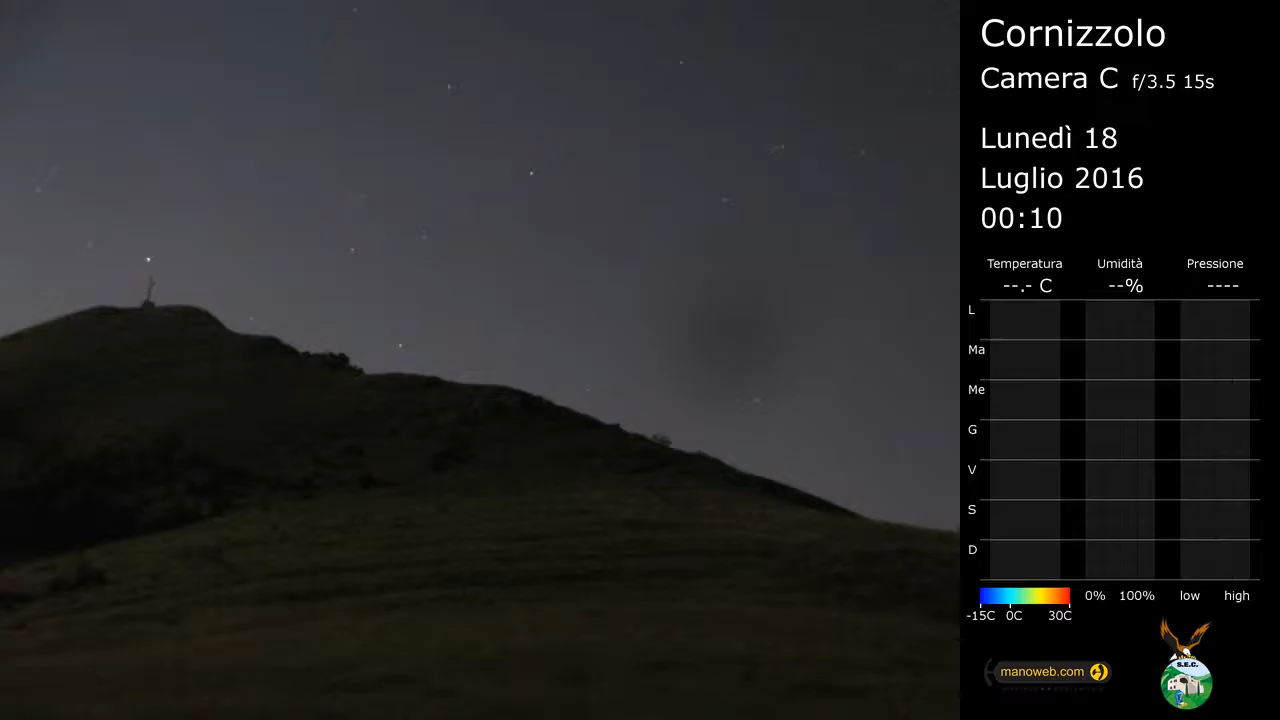 Cornizzolo
Camera C f/3.5 15s
Lunedì 18
Luglio 2016
00:10
Temperatura Umidità Pressione
--.- C --% ----
L
Ma
Me
G
V
S
D
0% 100% low high
-15C 0C 30C
manoweb.com
S.E.C.